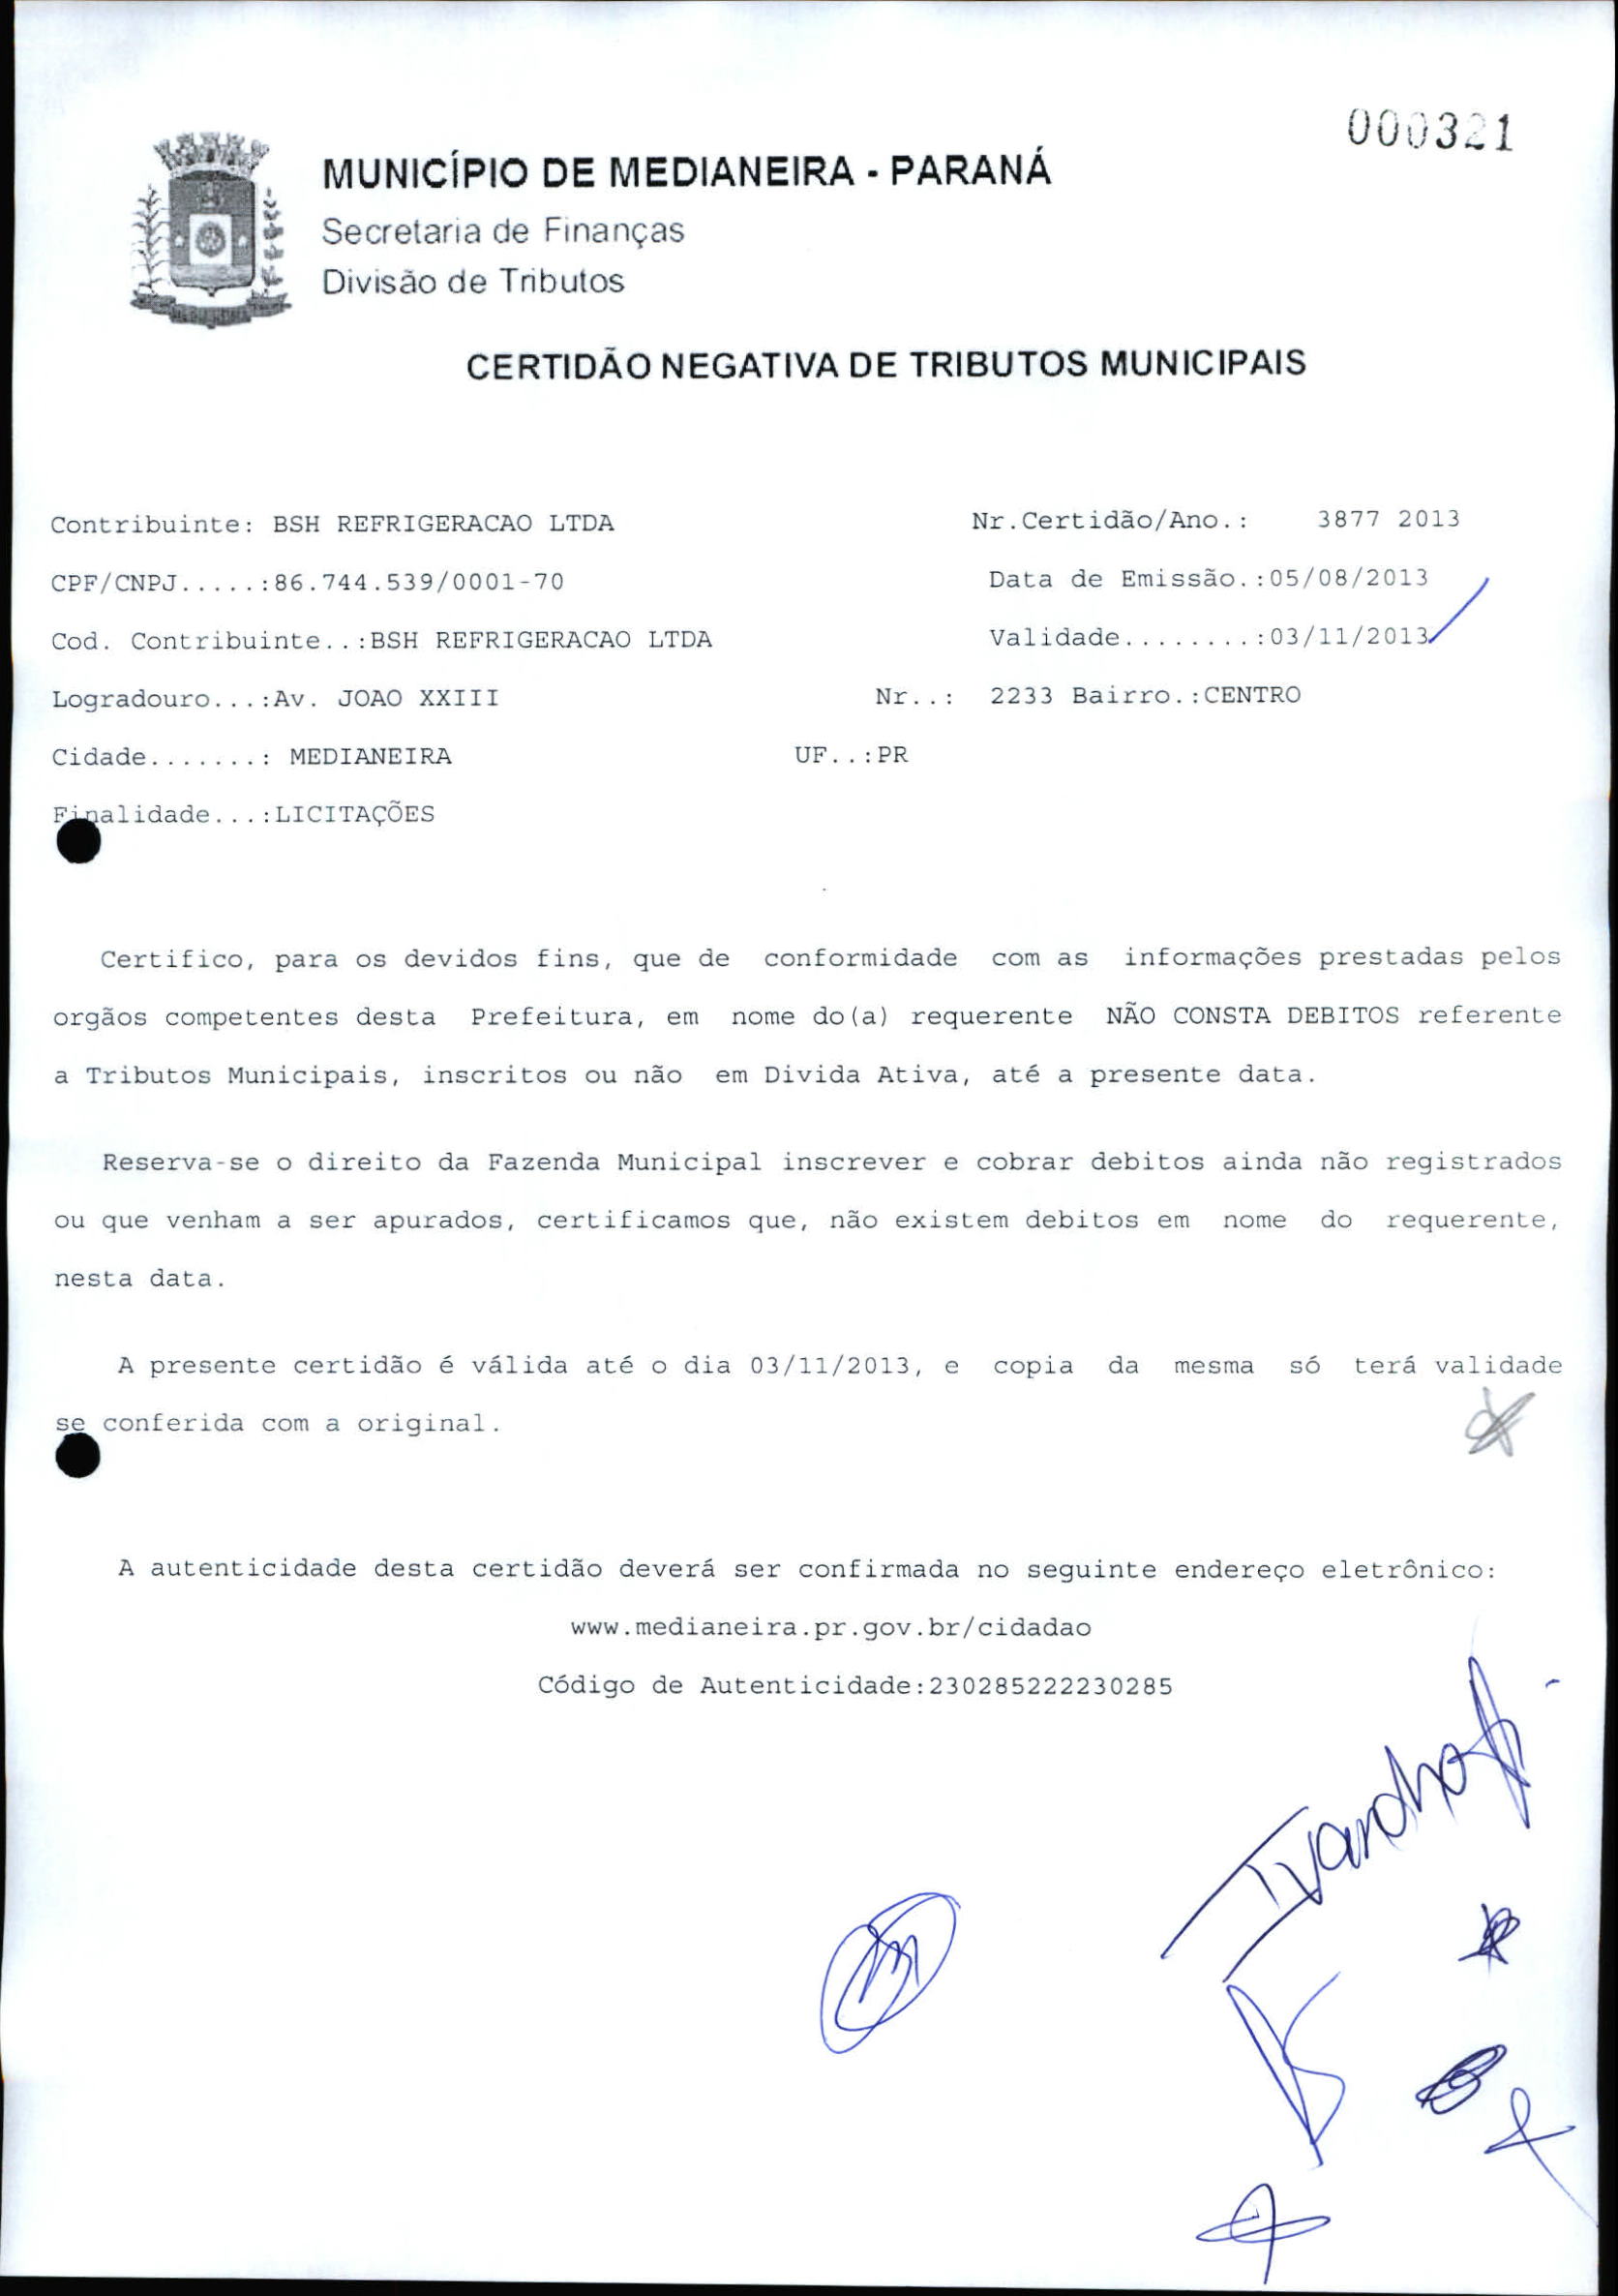 000321
MUNICÍPIO DE MEDIANEIRA - PARANÁ
Secretaria de Finanças
Divisão de Tributos
CERTIDÃO NEGATIVA DE TRIBUTOS MUNICIPAIS
Contribuinte: BSH REFRIGERACAO LTDA Nr.Certidão/Ano.: 3877 2013
CPF/CNPJ.....:86.744.539/0001-70 Data de Emissão.:05/08/2013
Cod. Contribuinte..:BSH REFRIGERACAO LTDA Validade........:03/11/2013
Logradouro...:Av. JOAO XXIII Nr..: 2233 Bairro.:CENTRO
Cidade.......: MEDIANEIRA UF..:PR
Finalidade...:LICITAÇÕES
Certifico, para os devidos fins, que de conformidade com as informações prestadas pelos
orgãos competentes desta Prefeitura, em nome do(a) requerente NÃO CONSTA DEBITOS referente
a Tributos Municipais, inscritos ou não em Divida Ativa, até a presente data.
Reserva-se o direito da Fazenda Municipal inscrever e cobrar debitos ainda não registrados
ou que venham a ser apurados, certificamos que, não existem debitos em nome do requerente,
nesta data.
A presente certidão é válida até o dia 03/11/2013, e copia da mesma só terá validade
se conferida com a original.
A autenticidade desta certidão deverá ser confirmada no seguinte endereço eletrônico:
www.medianeira.pr.gov.br/cidadao
Código de Autenticidade:230285222230285